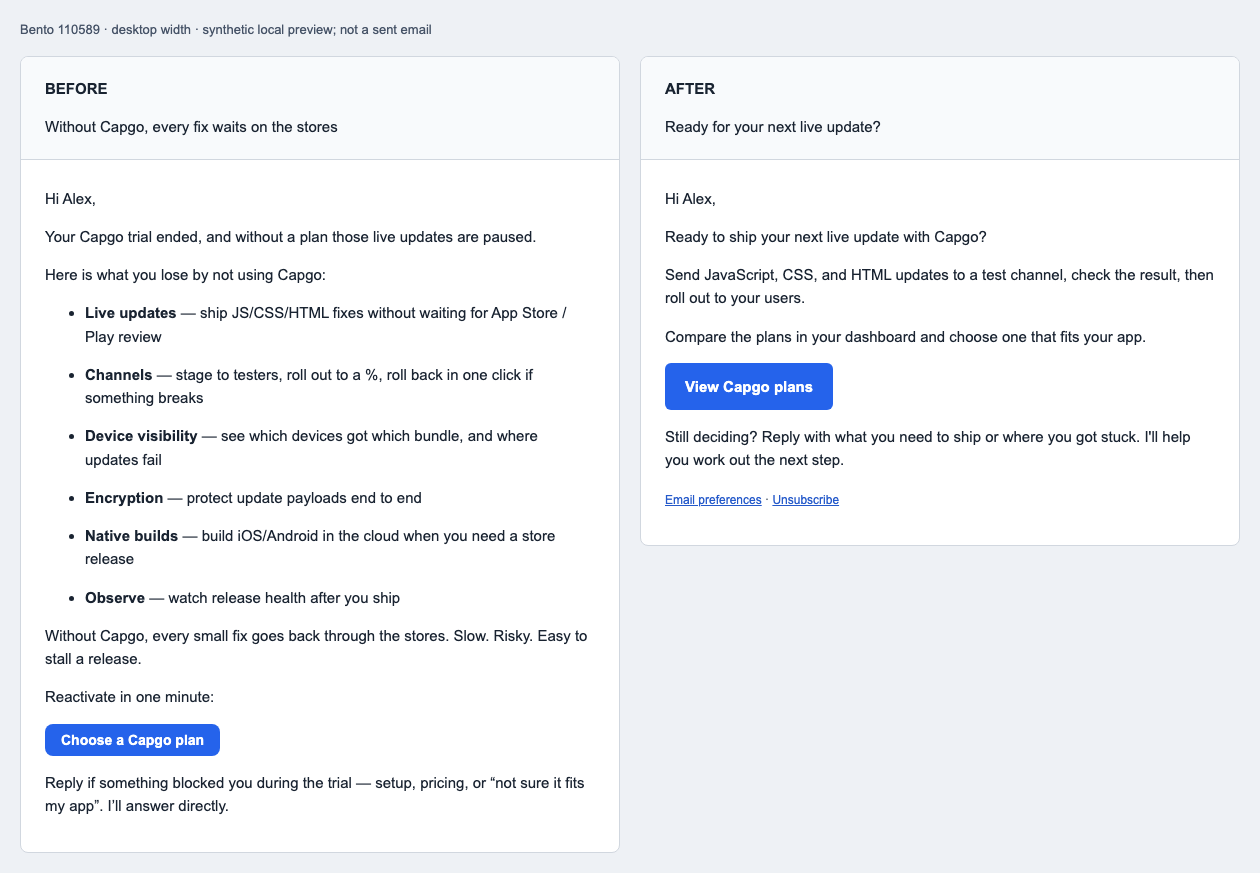 Bento 110589 · desktop width · synthetic local preview; not a sent email
BEFORE
Without Capgo, every fix waits on the stores
Hi Alex,
Your Capgo trial ended, and without a plan those live updates are paused.
Here is what you lose by not using Capgo:
• Live updates — ship JS/CSS/HTML fixes without waiting for App Store /
Play review
• Channels — stage to testers, roll out to a %, roll back in one click if
something breaks
• Device visibility — see which devices got which bundle, and where
updates fail
• Encryption — protect update payloads end to end
• Native builds — build iOS/Android in the cloud when you need a store
release
• Observe — watch release health after you ship
Without Capgo, every small fix goes back through the stores. Slow. Risky. Easy to
stall a release.
Reactivate in one minute:
Choose a Capgo plan
Reply if something blocked you during the trial — setup, pricing, or “not sure it fits
my app”. I’ll answer directly.
AFTER
Ready for your next live update?
Hi Alex,
Ready to ship your next live update with Capgo?
Send JavaScript, CSS, and HTML updates to a test channel, check the result, then
roll out to your users.
Compare the plans in your dashboard and choose one that fits your app.
View Capgo plans
Still deciding? Reply with what you need to ship or where you got stuck. I'll help
you work out the next step.
Email preferences · Unsubscribe